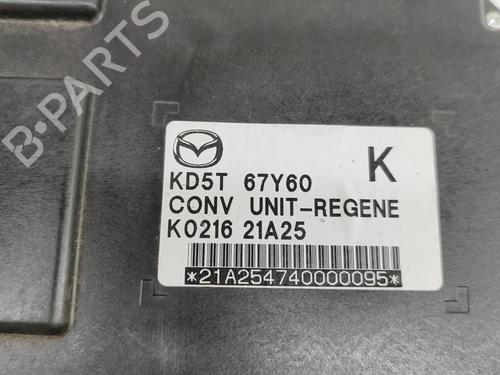 B-PARTS
KD5T 67Y60 K
CONV UNIT-REGENE
K0216 21A25
*21A254740000095*